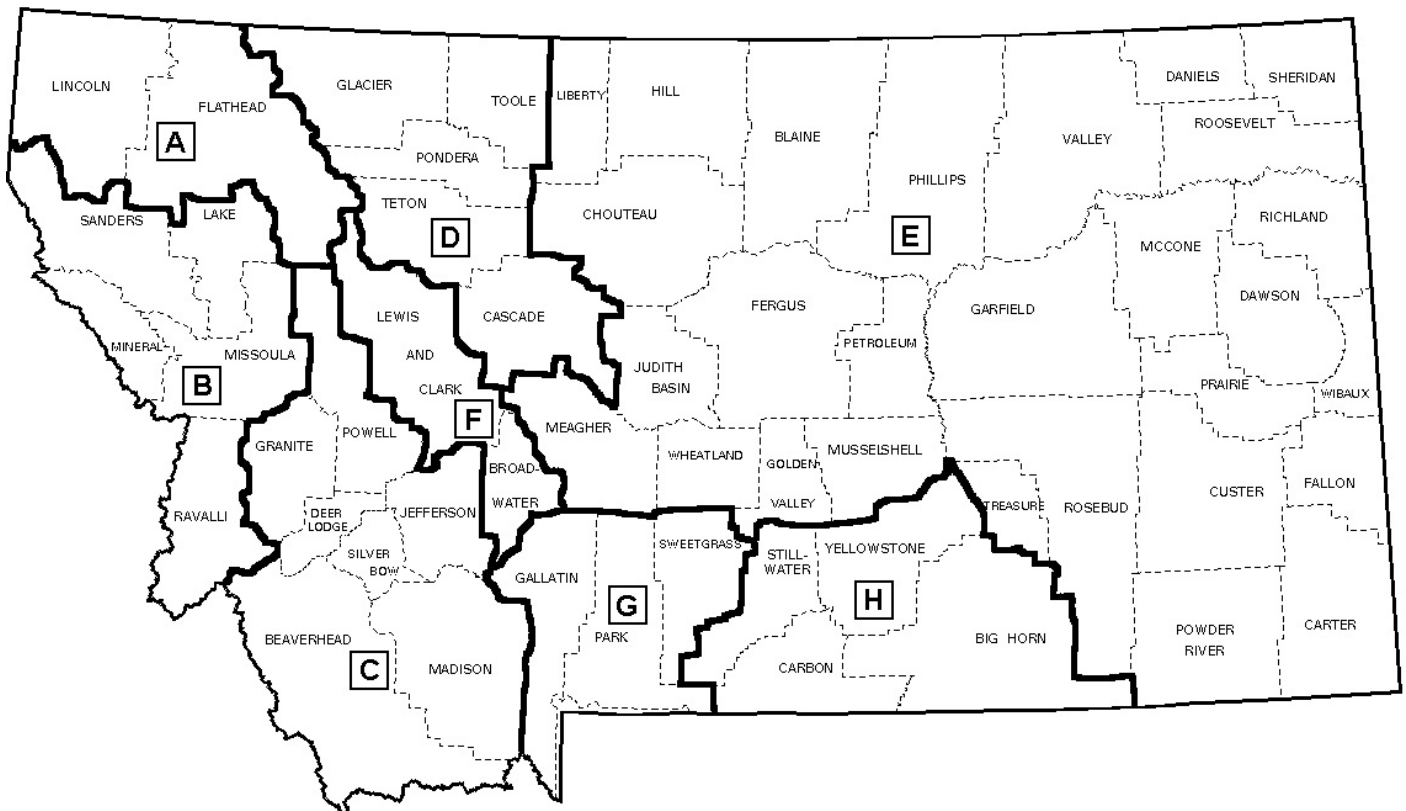 LINCOLN
FLATHEAD
A
GLACIER
TOOLE
PONDERA
LIBERTY
HILL
BLAINE
PHILLIPS
VALLEY
DANIELS
SHERIDAN
ROOSEVELT
SANDERS
LAKE
TETON
D
CHOUTEAU
E
MCCONE
RICHLAND
DAWSON
MINERAL
MISSOULA
B
LEWIS
AND
CLARK
F
CASCADE
JUDITH
BASIN
FERGUS
PETROLEUM
GARFIELD
PRAIRIE
WIBAUX
GRANITE
POWELL
MEAGHER
WHEATLAND
GOLDEN
VALLEY
MUSSELSHELL
RAVALLI
DEER
LODGE
JEFFERSON
BROAD-
WATER
SILVER
BOW
TREASURE
ROSEBUD
CUSTER
FALLON
BEAVERHEAD
C
MADISON
GALLATIN
G
PARK
SWEETGRASS
STILL-
WATER
YELLOWSTONE
H
CARBON
BIG HORN
POWDER
RIVER
CARTER